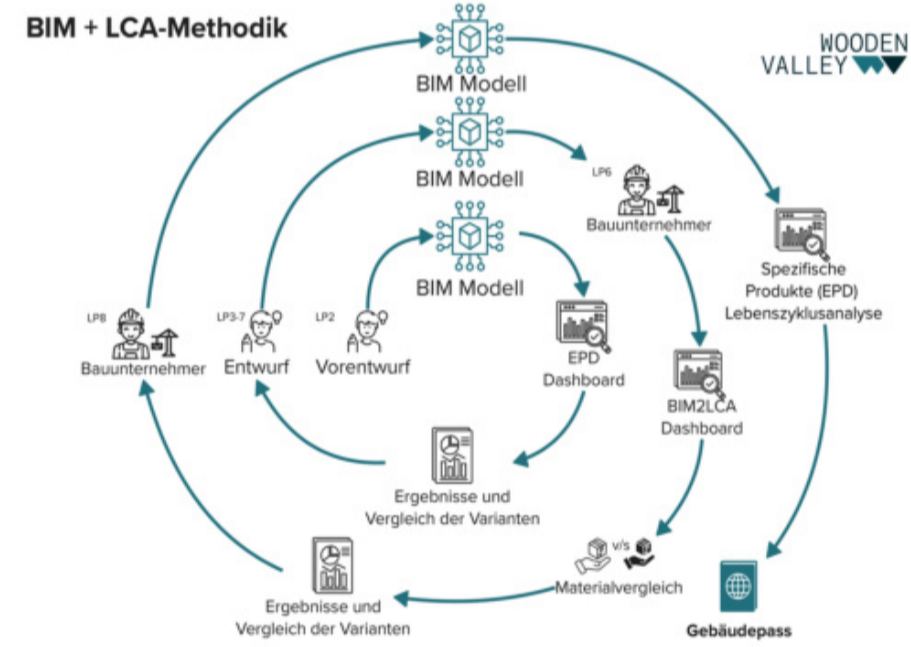 BIM + LCA-Methodik
WOODEN
VALLEY
BIM Modell
BIM Modell
LP6
Bauunternehmer
BIM Modell
Spezifische
Produkte (EPD)
Lebenszyklusanalyse
LP8
Bauunternehmer
LP3-7
Entwurf
LP2
Vorentwurf
EPD
Dashboard
BIM2LCA
Dashboard
Ergebnisse und
Vergleich der Varianten
v/s
Materialvergleich
Ergebnisse und
Vergleich der Varianten
Gebäudepass